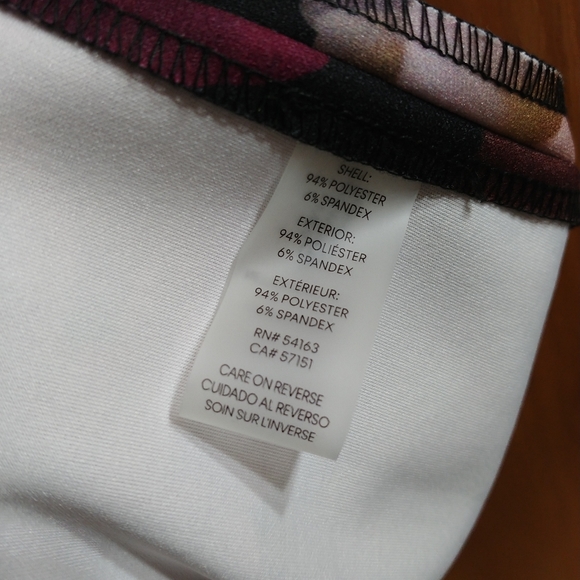 SHELL:
94% POLYESTER
6% SPANDEX
EXTERIOR:
94% POLIÉSTER
6% SPANDEX
EXTÉRIEUR:
94% POLYESTER
6% SPANDEX
RN# 54163
CA# 57151
CARE ON REVERSE
CUIDADO AL REVERSO
SOIN SUR L'INVERSE